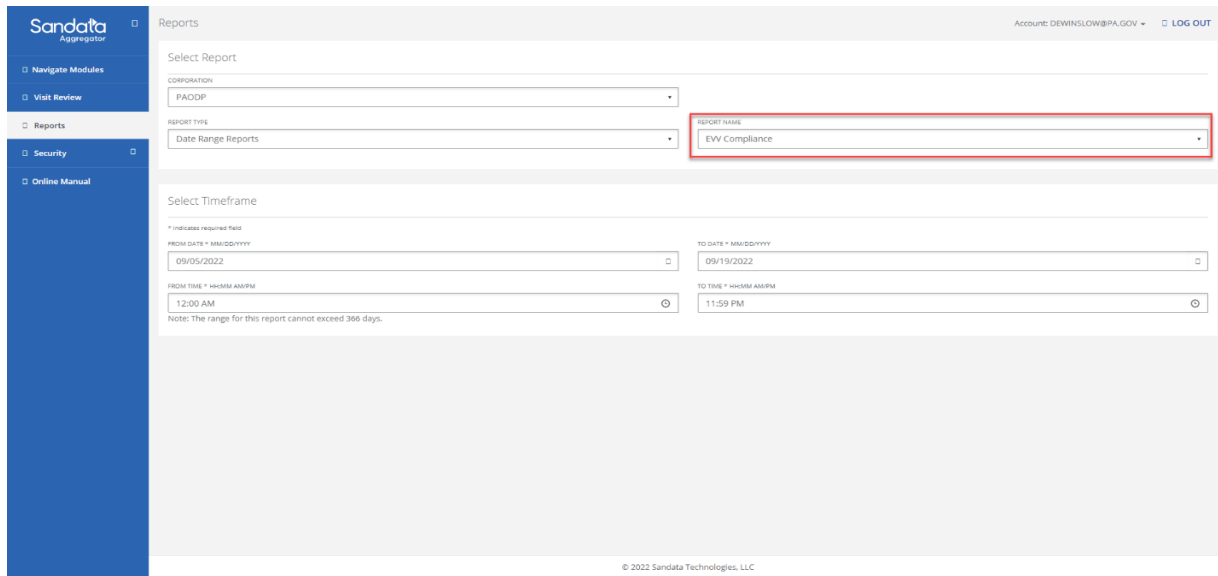 Sandata
Aggregator
Navigate Modules
Visit Review
Reports
Security
Online Manual
Reports
Account: DEWINSLOW@PA.GOV
LOG OUT
Select Report
CORPORATION
PAODP
REPORT TYPE
REPORT NAME
Date Range Reports
EVV Compliance
Select Timeframe
* Indicates required field
FROM DATE * MM/DD/YYYY
TO DATE * MM/DD/YYYY
09/05/2022
09/19/2022
FROM TIME * HH:MM AM/PM
TO TIME * HH:MM AM/PM
12:00 AM
11:59 PM
Note: The range for this report cannot exceed 366 days.
© 2022 Sandata Technologies, LLC